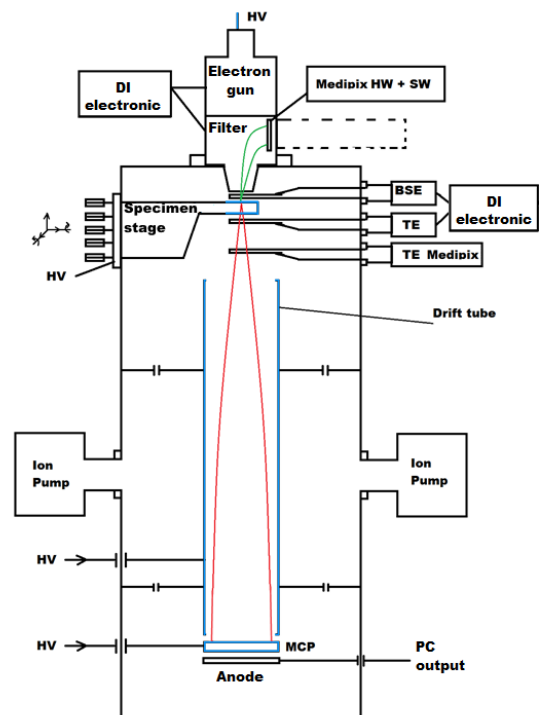 HV
Electron
gun
DI
electronic
Medipix HW + SW
Filter
BSE
DI
electronic
Specimen
stage
TE
TE Medipix
HV
Drift tube
Ion
Pump
Ion
Pump
HV
HV
MCP
PC
output
Anode